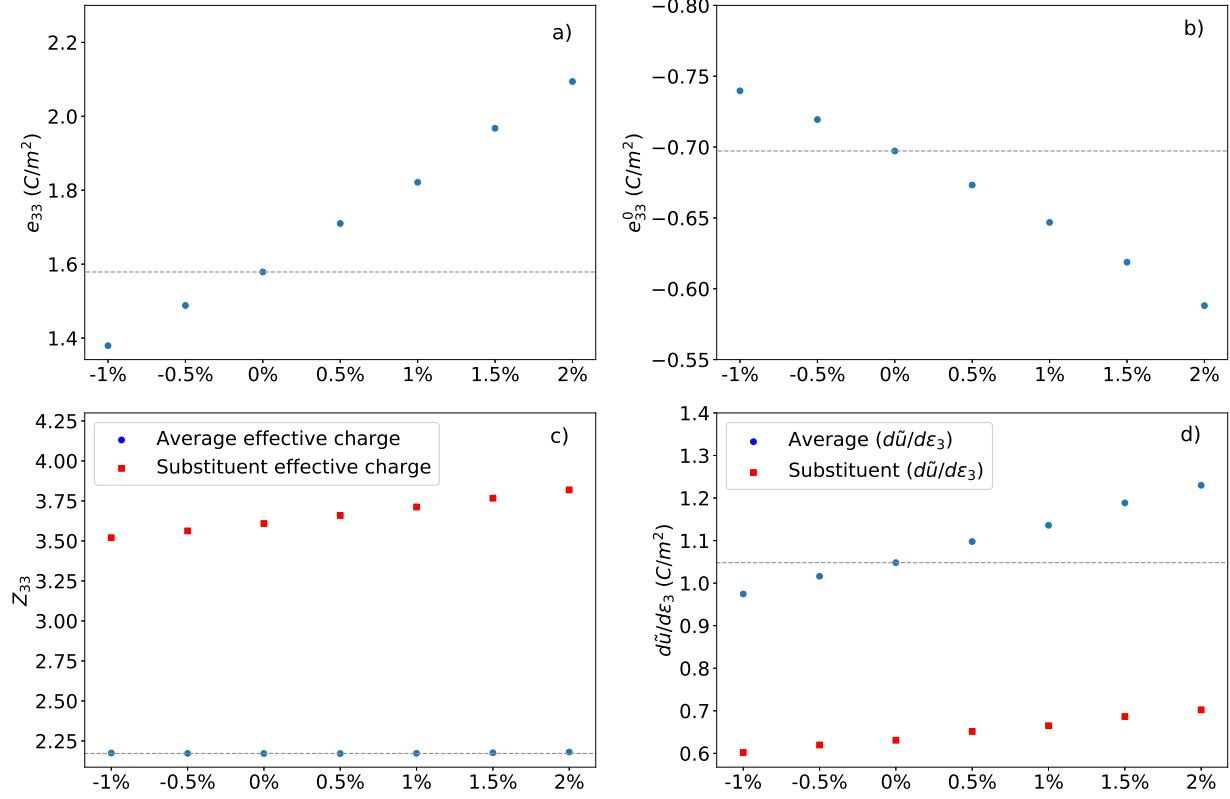 a)
2.2
2.0
1.8
1.6
1.4
e33 (C/m²)
-1% -0.5% 0% 0.5% 1% 1.5% 2%
b)
−0.80
−0.75
−0.70
−0.65
−0.60
−0.55
e⁰33 (C/m²)
-1% -0.5% 0% 0.5% 1% 1.5% 2%
c)
Average effective charge
Substituent effective charge
4.25
4.00
3.75
3.50
3.25
3.00
2.75
2.50
2.25
Z33
-1% -0.5% 0% 0.5% 1% 1.5% 2%
d)
Average (dũ/dε3)
Substituent (dũ/dε3)
1.4
1.3
1.2
1.1
1.0
0.9
0.8
0.7
0.6
dũ/dε3 (C/m²)
-1% -0.5% 0% 0.5% 1% 1.5% 2%